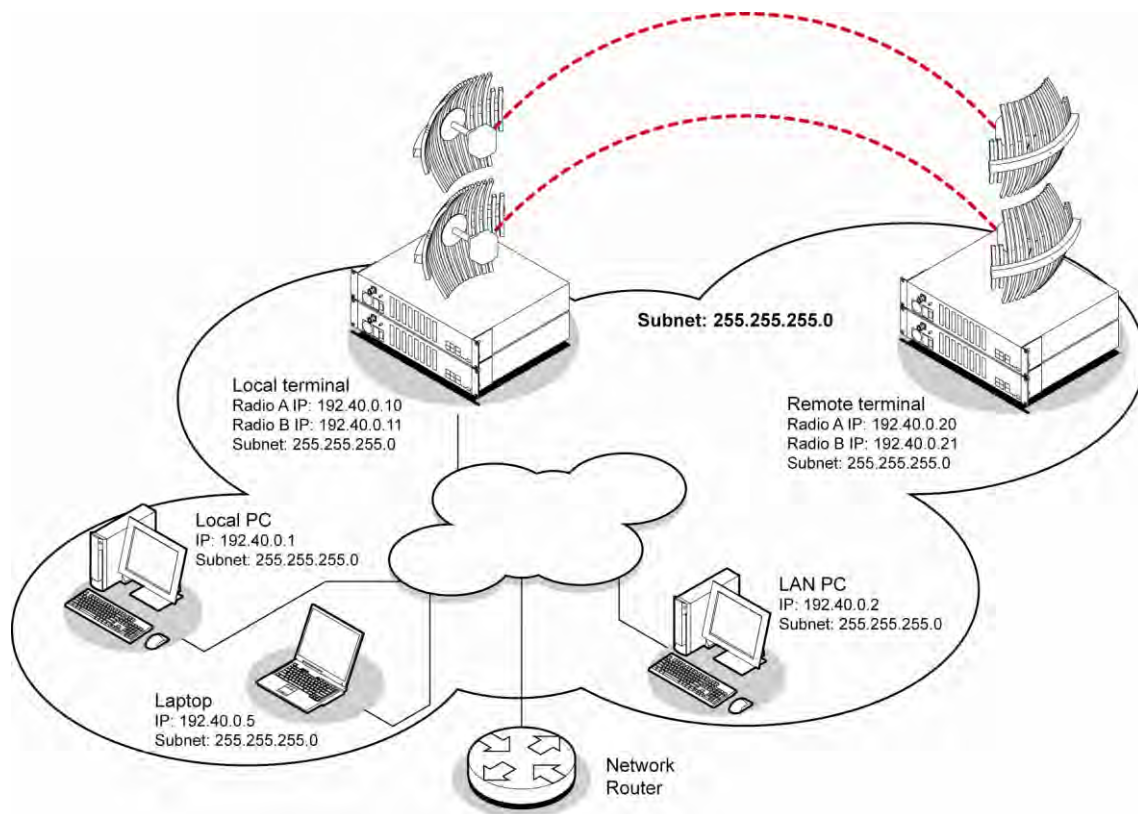 Subnet: 255.255.255.0
Local terminal
Radio A IP: 192.40.0.10
Radio B IP: 192.40.0.11
Subnet: 255.255.255.0
Remote terminal
Radio A IP: 192.40.0.20
Radio B IP: 192.40.0.21
Subnet: 255.255.255.0
Local PC
IP: 192.40.0.1
Subnet: 255.255.255.0
LAN PC
IP: 192.40.0.2
Subnet: 255.255.255.0
Laptop
IP: 192.40.0.5
Subnet: 255.255.255.0
Network
Router